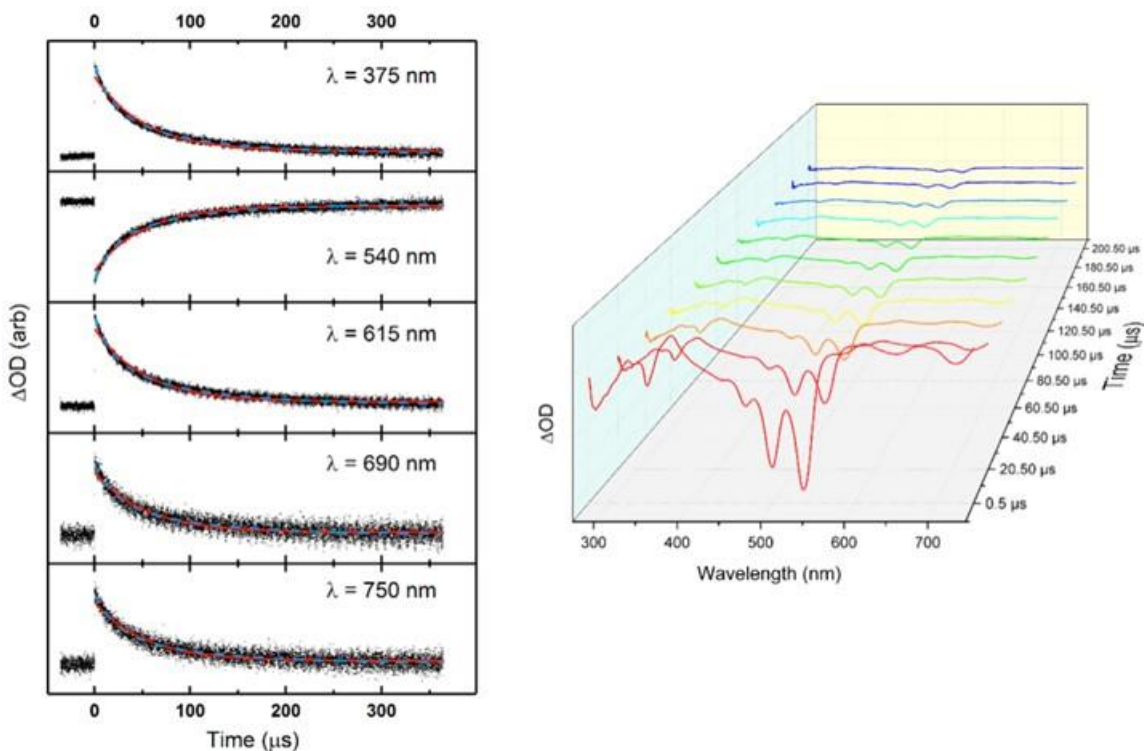 0 100 200 300
λ = 375 nm
λ = 540 nm
λ = 615 nm
λ = 690 nm
λ = 750 nm
ΔOD (arb)
0 100 200 300
Time (μs)
200.50 μs
180.50 μs
160.50 μs
140.50 μs
120.50 μs
100.50 μs
80.50 μs
60.50 μs
40.50 μs
20.50 μs
0.5 μs
Time (μs)
ΔOD
300 400 500 600 700
Wavelength (nm)